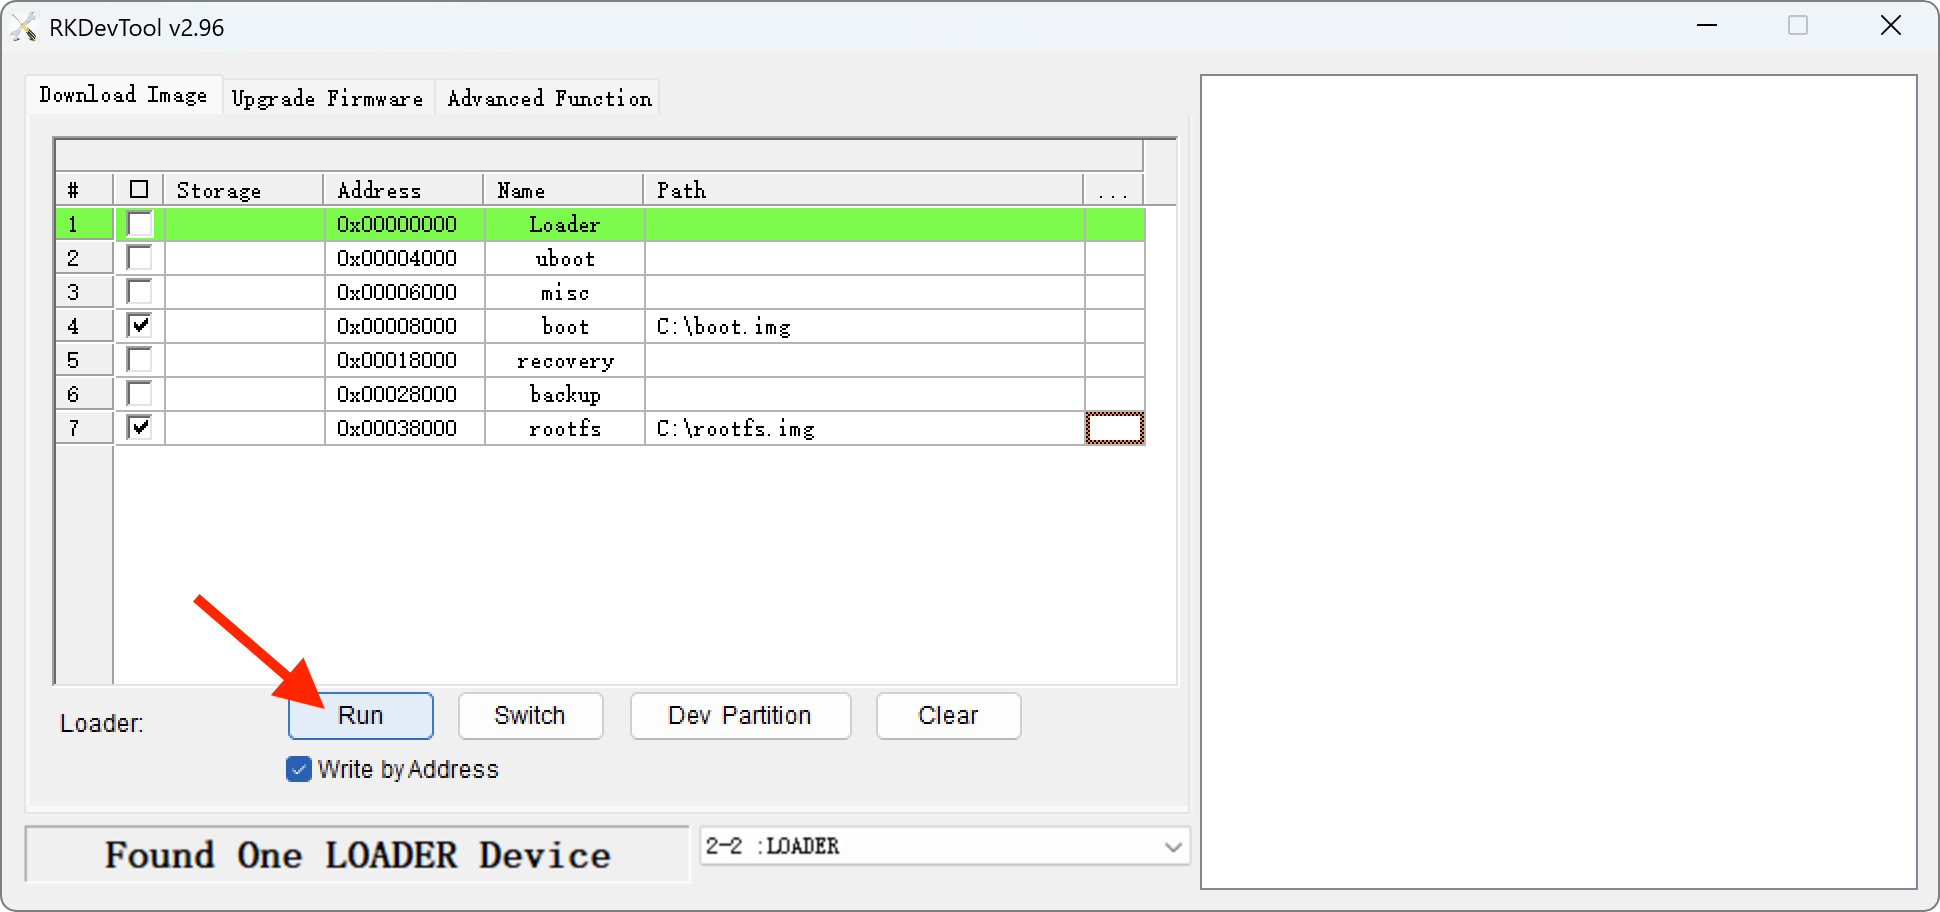 RKDevTool v2.96
Download Image Upgrade Firmware Advanced Function
# Storage Address Name Path ...
1 0x00000000 Loader
2 0x00004000 uboot
3 0x00006000 misc
4 0x00008000 boot C:\boot.img
5 0x00018000 recovery
6 0x00028000 backup
7 0x00038000 rootfs C:\rootfs.img
Loader: Run Switch Dev Partition Clear
Write by Address
Found One LOADER Device 2-2 :LOADER